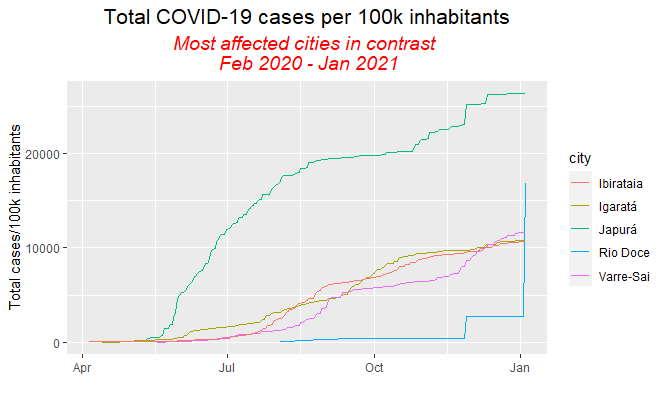 Total COVID-19 cases per 100k inhabitants
Most affected cities in contrast
Feb 2020 - Jan 2021
Total cases/100k inhabitants
20000
10000
0
Apr
Jul
Oct
Jan
city
Ibirataia
Igaratá
Japurá
Rio Doce
Varre-Sai